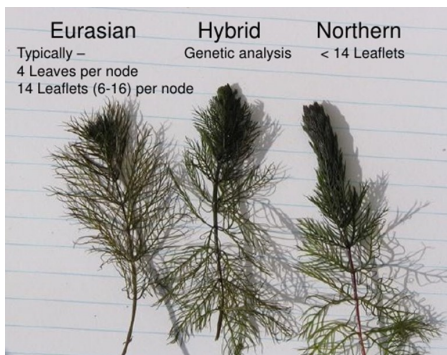 Eurasian Hybrid Northern
Typically – Genetic analysis < 14 Leaflets
4 Leaves per node
14 Leaflets (6-16) per node